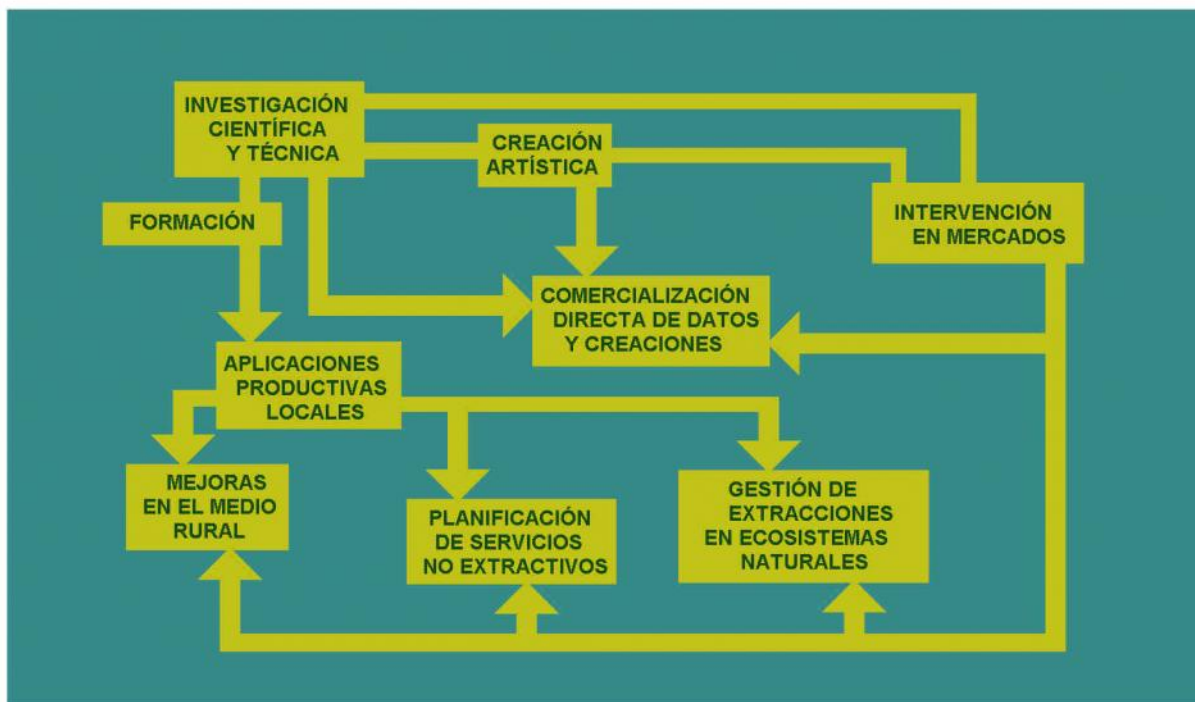 INVESTIGACIÓN
CIENTÍFICA
Y TÉCNICA
CREACIÓN
ARTÍSTICA
INTERVENCIÓN
EN MERCADOS
FORMACIÓN
COMERCIALIZACIÓN
DIRECTA DE DATOS
Y CREACIONES
APLICACIONES
PRODUCTIVAS
LOCALES
MEJORAS
EN EL MEDIO
RURAL
PLANIFICACIÓN
DE SERVICIOS
NO EXTRACTIVOS
GESTIÓN DE
EXTRACCIONES
EN ECOSISTEMAS
NATURALES